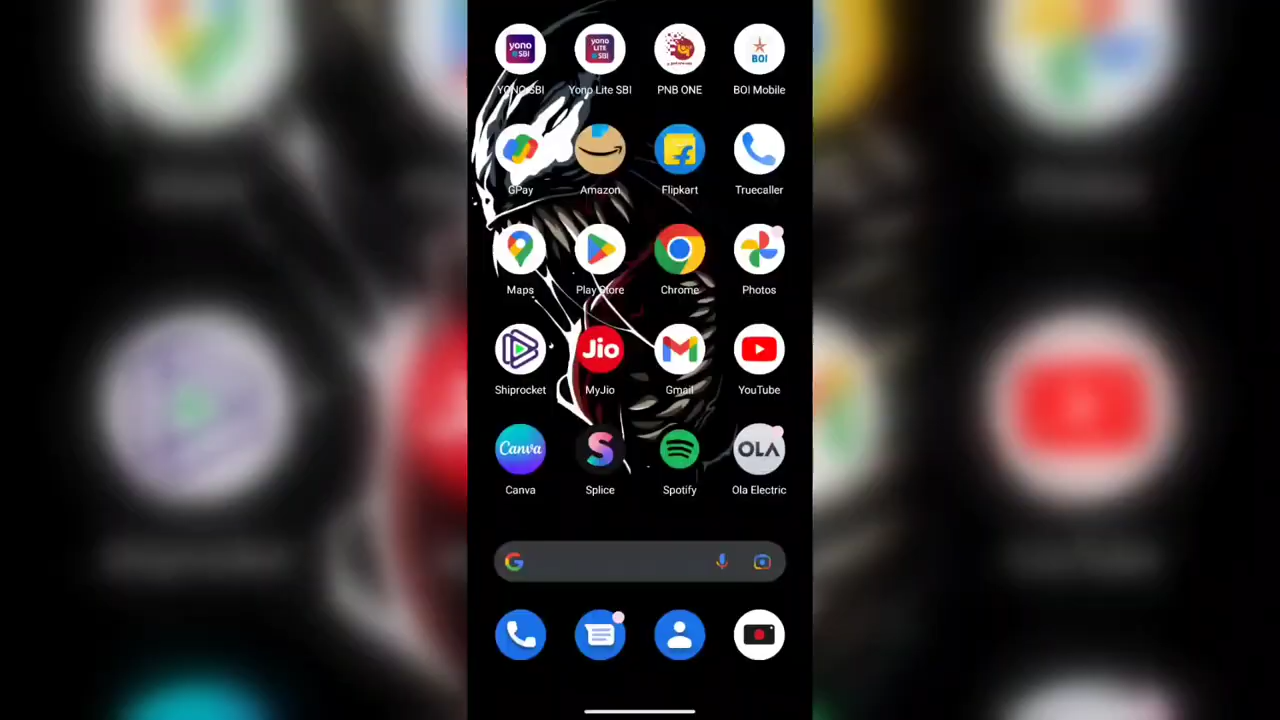 yono SBI
yono LITE SBI
BOI
YONO SBI
Yono Lite SBI
PNB ONE
BOI Mobile
GPay
Amazon
Flipkart
Truecaller
Maps
Play Store
Chrome
Photos
Jio
Shiprocket
MyJio
Gmail
YouTube
Canva
OLA
Canva
Splice
Spotify
Ola Electric